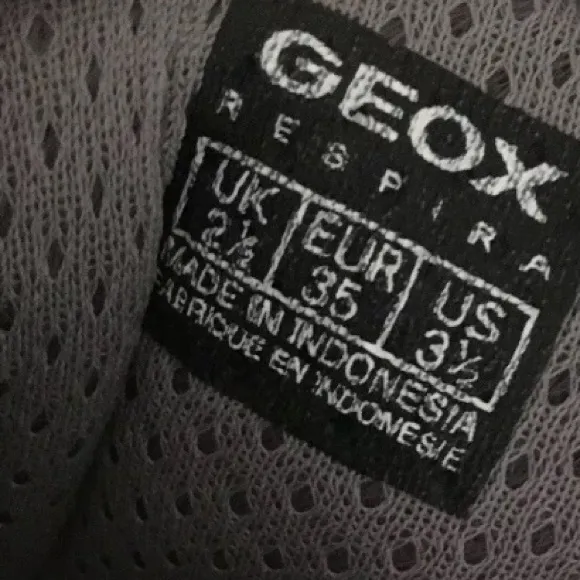 GEOX
RESPIRA
UK EUR US
2½ 35 3½
MADE IN INDONESIA
FABRIQUE EN INDONESIE